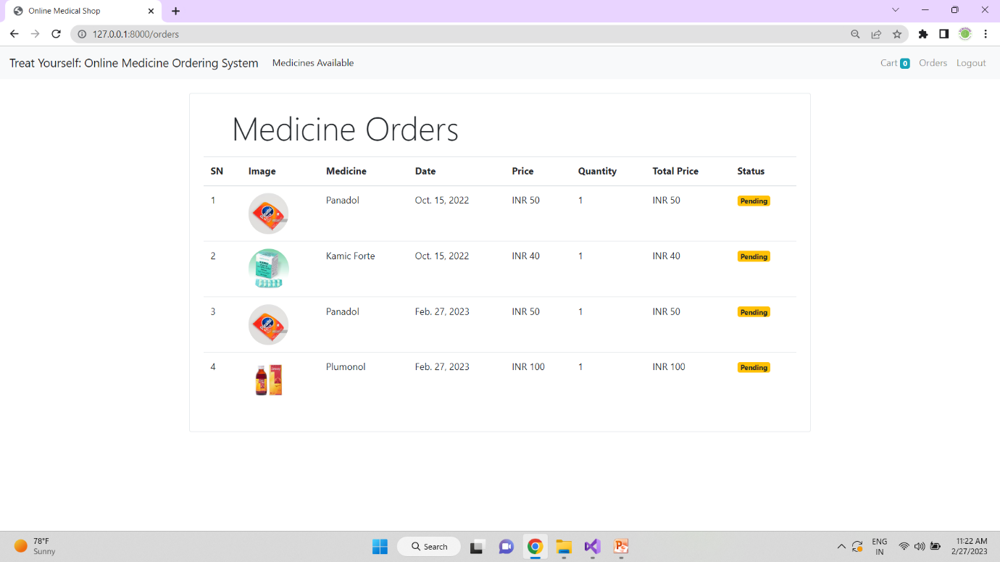 Online Medical Shop
127.0.0.1:8000/orders
Treat Yourself: Online Medicine Ordering System Medicines Available Cart 0 Orders Logout
Medicine Orders
SN Image Medicine Date Price Quantity Total Price Status
1 Panadol Oct. 15, 2022 INR 50 1 INR 50 Pending
2 Kamic Forte Oct. 15, 2022 INR 40 1 INR 40 Pending
3 Panadol Feb. 27, 2023 INR 50 1 INR 50 Pending
4 Plumonol Feb. 27, 2023 INR 100 1 INR 100 Pending
78°F
Sunny
Search
ENG
IN
11:22 AM
2/27/2023